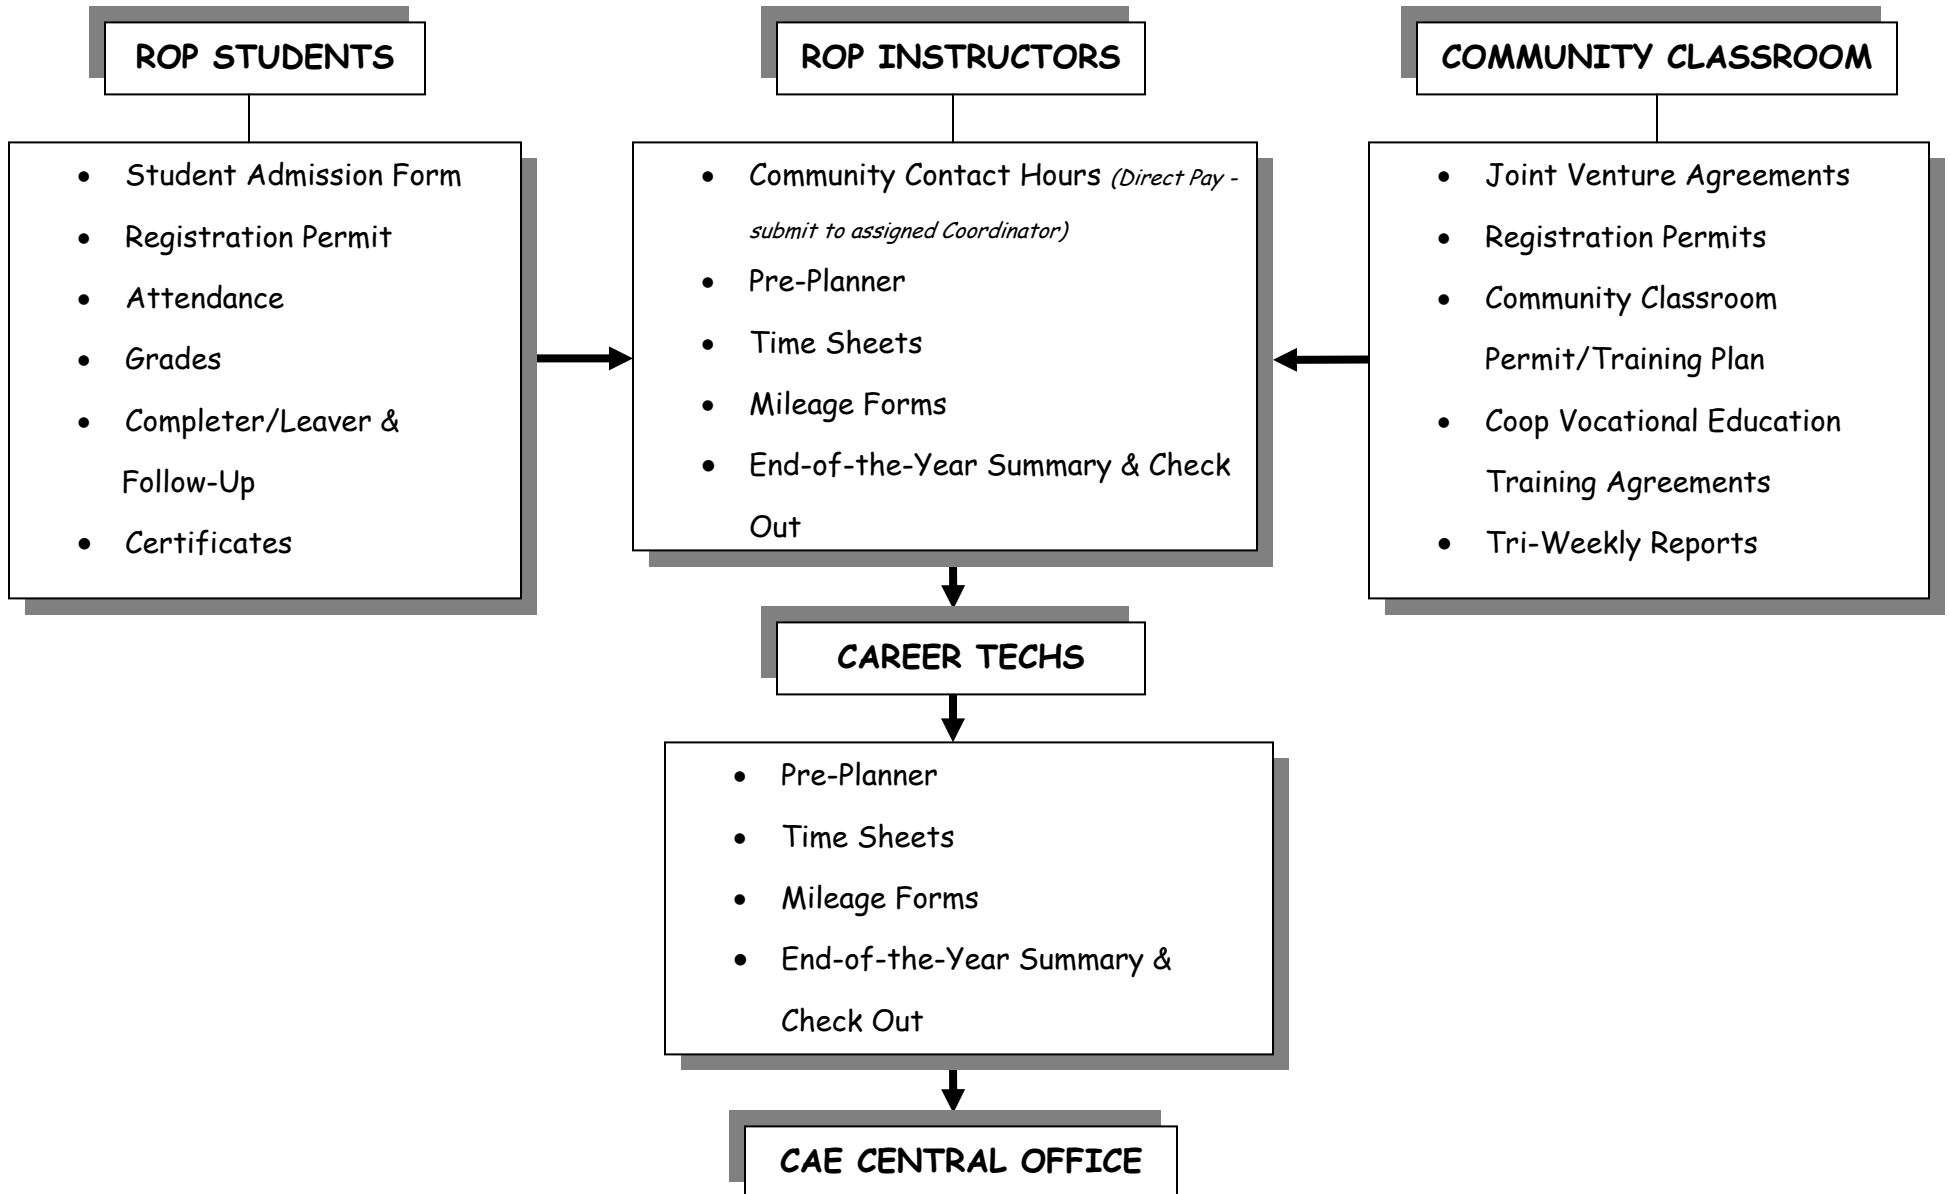 ROP STUDENTS
Student Admission Form
Registration Permit
Attendance
Grades
Completer/Leaver &
Follow-Up
Certificates
ROP INSTRUCTORS
Community Contact Hours (Direct Pay -
submit to assigned Coordinator)
Pre-Planner
Time Sheets
Mileage Forms
End-of-the-Year Summary & Check
Out
COMMUNITY CLASSROOM
Joint Venture Agreements
Registration Permits
Community Classroom
Permit/Training Plan
Coop Vocational Education
Training Agreements
Tri-Weekly Reports
CAREER TECHS
Pre-Planner
Time Sheets
Mileage Forms
End-of-the-Year Summary &
Check Out
CAE CENTRAL OFFICE